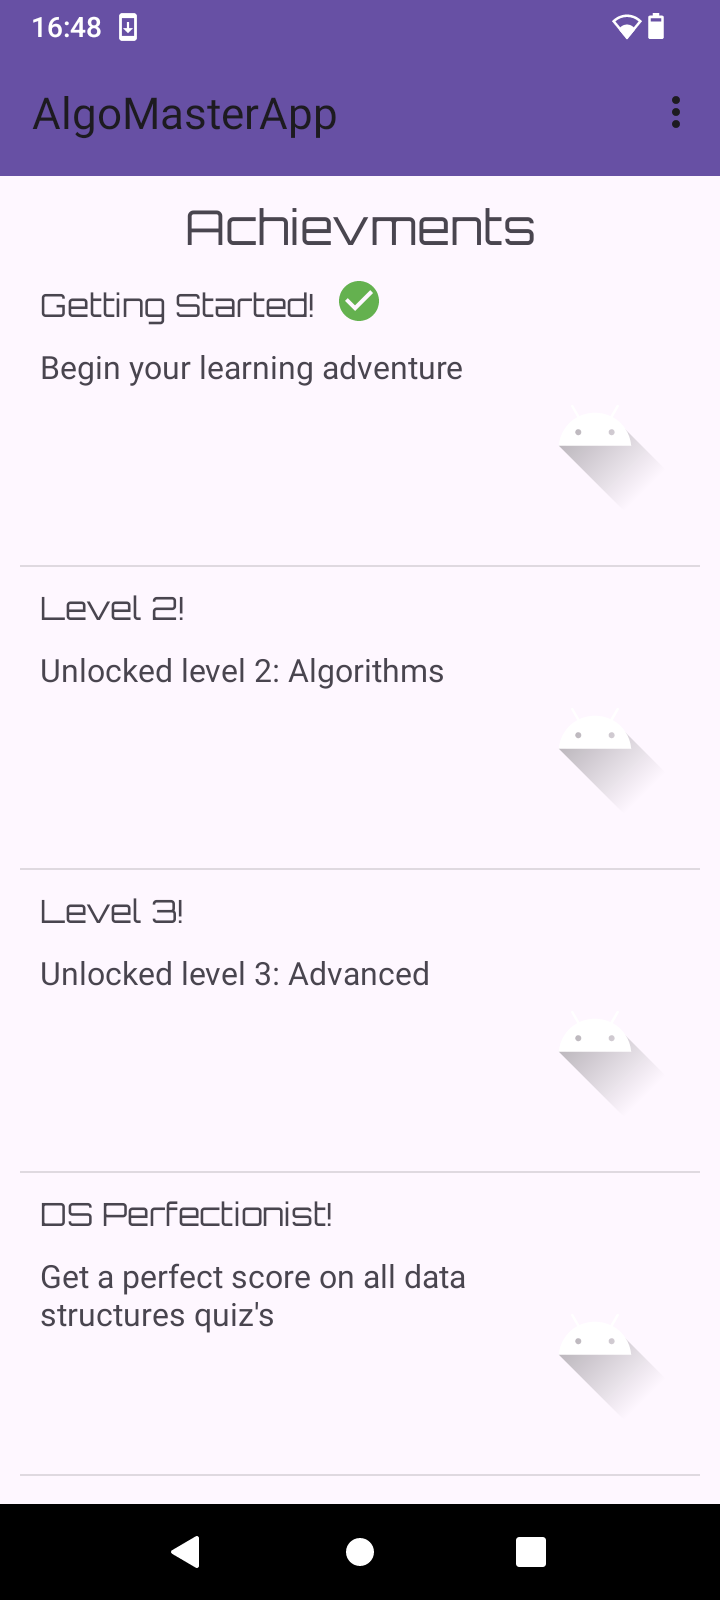 16:48
AlgoMasterApp
Achievments
Getting Started!
Begin your learning adventure
Level 2!
Unlocked level 2: Algorithms
Level 3!
Unlocked level 3: Advanced
DS Perfectionist!
Get a perfect score on all data
structures quiz's